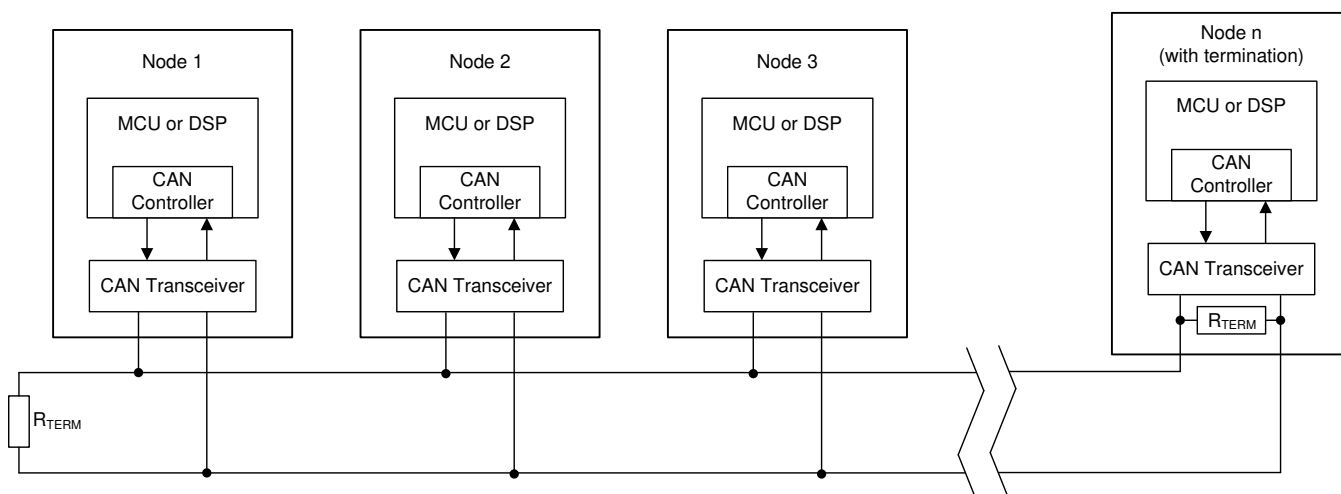 Node 1
MCU or DSP
CAN
Controller
CAN Transceiver
Node 2
MCU or DSP
CAN
Controller
CAN Transceiver
Node 3
MCU or DSP
CAN
Controller
CAN Transceiver
Node n
(with termination)
MCU or DSP
CAN
Controller
CAN Transceiver
RTERM
RTERM